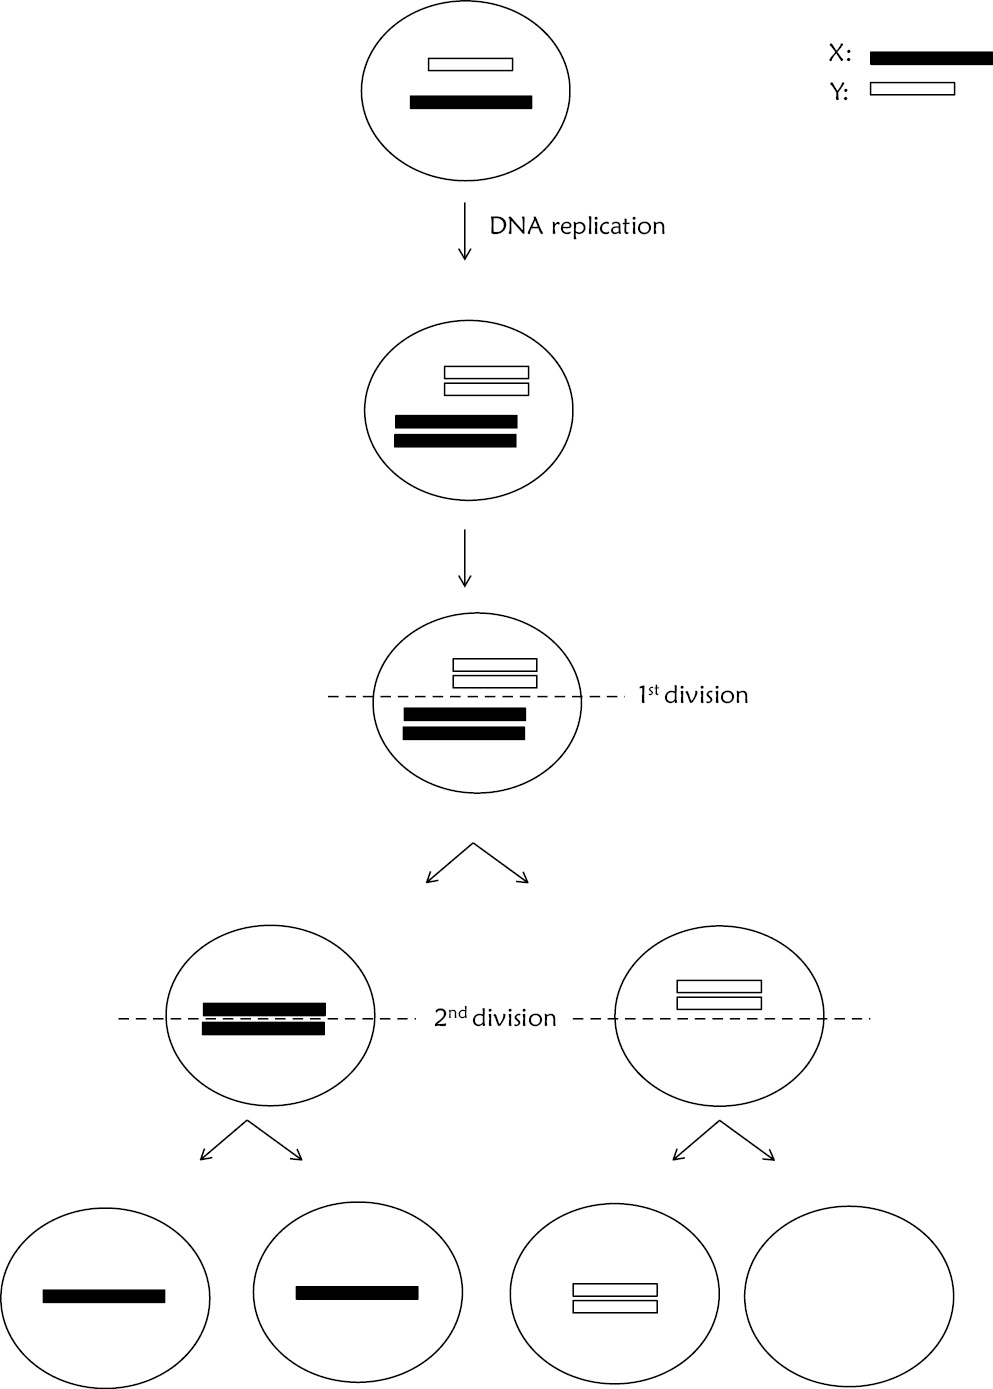 X:
Y:
DNA replication
1st division
2nd division